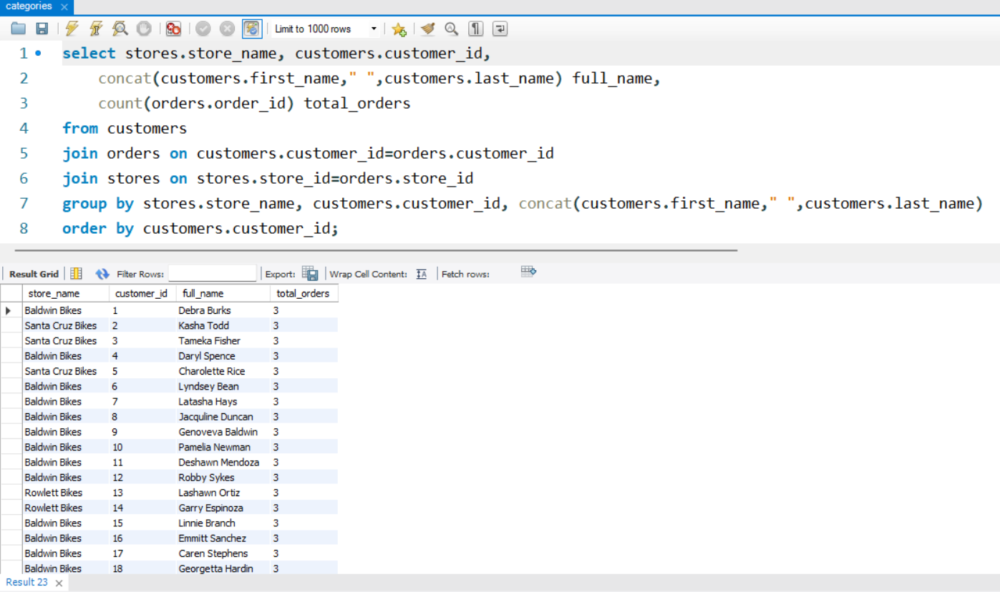 categories
Limit to 1000 rows
1 select stores.store_name, customers.customer_id,
2 concat(customers.first_name," ",customers.last_name) full_name,
3 count(orders.order_id) total_orders
4 from customers
5 join orders on customers.customer_id=orders.customer_id
6 join stores on stores.store_id=orders.store_id
7 group by stores.store_name, customers.customer_id, concat(customers.first_name," ",customers.last_name)
8 order by customers.customer_id;
Result Grid Filter Rows: Export: Wrap Cell Content: Fetch rows:
store_name customer_id full_name total_orders
Baldwin Bikes 1 Debra Burks 3
Santa Cruz Bikes 2 Kasha Todd 3
Santa Cruz Bikes 3 Tameka Fisher 3
Baldwin Bikes 4 Daryl Spence 3
Santa Cruz Bikes 5 Charolette Rice 3
Baldwin Bikes 6 Lyndsey Bean 3
Baldwin Bikes 7 Latasha Hays 3
Baldwin Bikes 8 Jacquline Duncan 3
Baldwin Bikes 9 Genoveva Baldwin 3
Baldwin Bikes 10 Pamelia Newman 3
Baldwin Bikes 11 Deshawn Mendoza 3
Baldwin Bikes 12 Robby Sykes 3
Rowlett Bikes 13 Lashawn Ortiz 3
Rowlett Bikes 14 Garry Espinoza 3
Baldwin Bikes 15 Linnie Branch 3
Baldwin Bikes 16 Emmitt Sanchez 3
Baldwin Bikes 17 Caren Stephens 3
Baldwin Bikes 18 Georgetta Hardin 3
Result 23